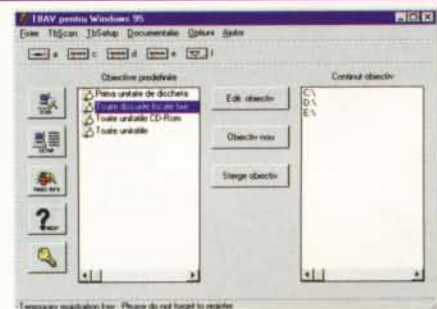 TBAV pentru Windows 95
Fisier TbScan TbSetup Documentatie Optiuni Ajutor
a c d e f
Obiective predefinite
Continut obiectiv
Prima unitate de discheta
Toate discurile locale fixe
Toate unitatile CD-Rom
Toate unitatile
Edit obiectiv
Obiectiv nou
Sterge obiectiv
C:\
D:\
E:\
Temporary registration key - Please do not forget to register